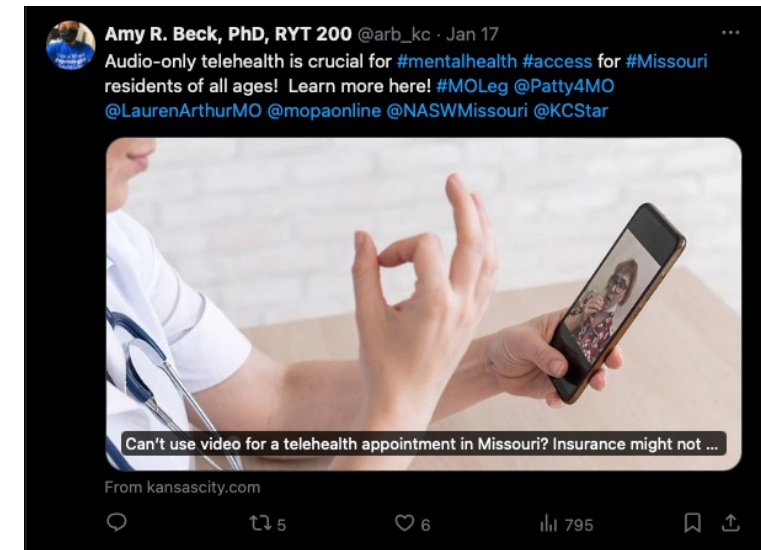 Amy R. Beck, PhD, RYT 200 @arb_kc · Jan 17
Audio-only telehealth is crucial for #mentalhealth #access for #Missouri
residents of all ages!  Learn more here! #MOLeg @Patty4MO
@LaurenArthurMO @mopaonline @NASWMissouri @KCStar
Can't use video for a telehealth appointment in Missouri? Insurance might not ...
From kansascity.com
5 6 795